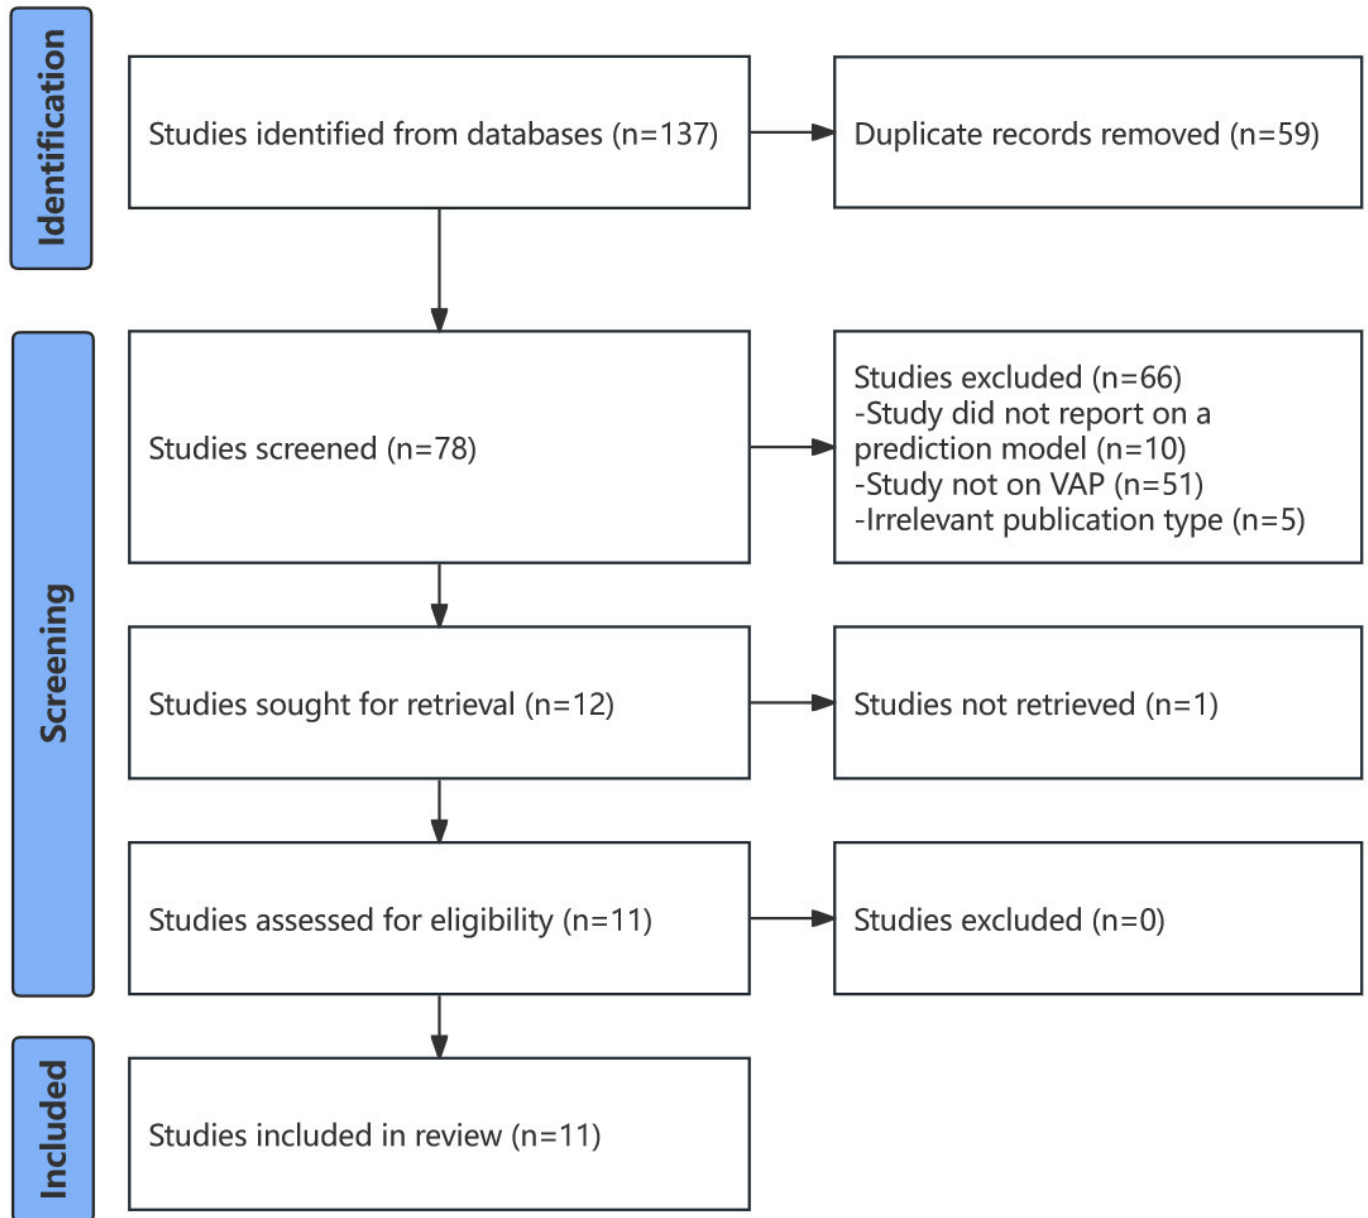 Identification
Studies identified from databases (n=137)
Duplicate records removed (n=59)
Screening
Studies screened (n=78)
Studies excluded (n=66)
-Study did not report on a
prediction model (n=10)
-Study not on VAP (n=51)
-Irrelevant publication type (n=5)
Studies sought for retrieval (n=12)
Studies not retrieved (n=1)
Studies assessed for eligibility (n=11)
Studies excluded (n=0)
Included
Studies included in review (n=11)